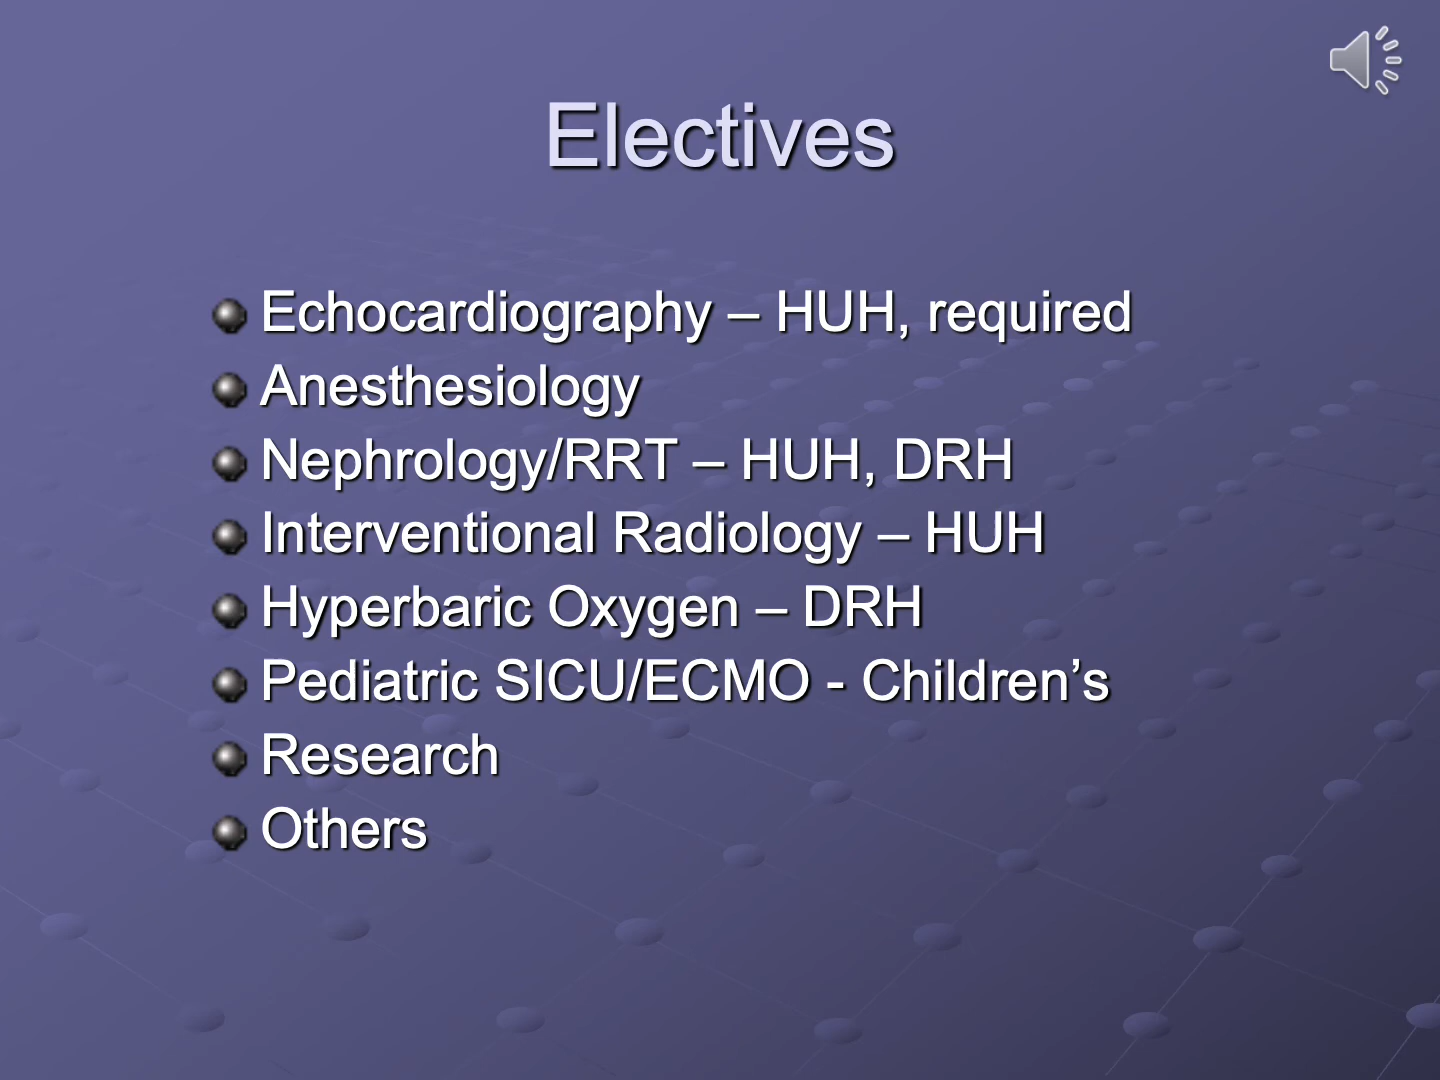 Electives
Echocardiography – HUH, required
Anesthesiology
Nephrology/RRT – HUH, DRH
Interventional Radiology – HUH
Hyperbaric Oxygen – DRH
Pediatric SICU/ECMO - Children’s
Research
Others